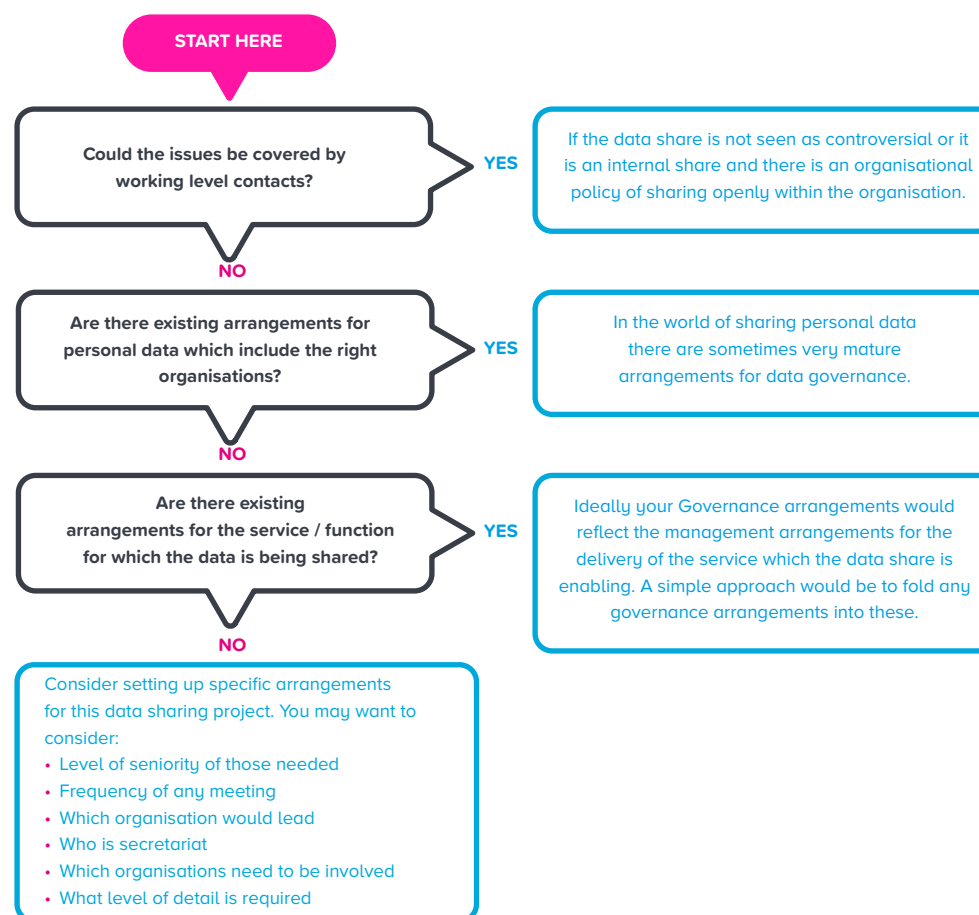 START HERE
Could the issues be covered by
working level contacts?
YES
If the data share is not seen as controversial or it
is an internal share and there is an organisational
policy of sharing openly within the organisation.
NO
Are there existing arrangements for
personal data which include the right
organisations?
YES
In the world of sharing personal data
there are sometimes very mature
arrangements for data governance.
NO
Are there existing
arrangements for the service / function
for which the data is being shared?
YES
Ideally your Governance arrangements would
reflect the management arrangements for the
delivery of the service which the data share is
enabling. A simple approach would be to fold any
governance arrangements into these.
NO
Consider setting up specific arrangements
for this data sharing project. You may want to
consider:
• Level of seniority of those needed
• Frequency of any meeting
• Which organisation would lead
• Who is secretariat
• Which organisations need to be involved
• What level of detail is required